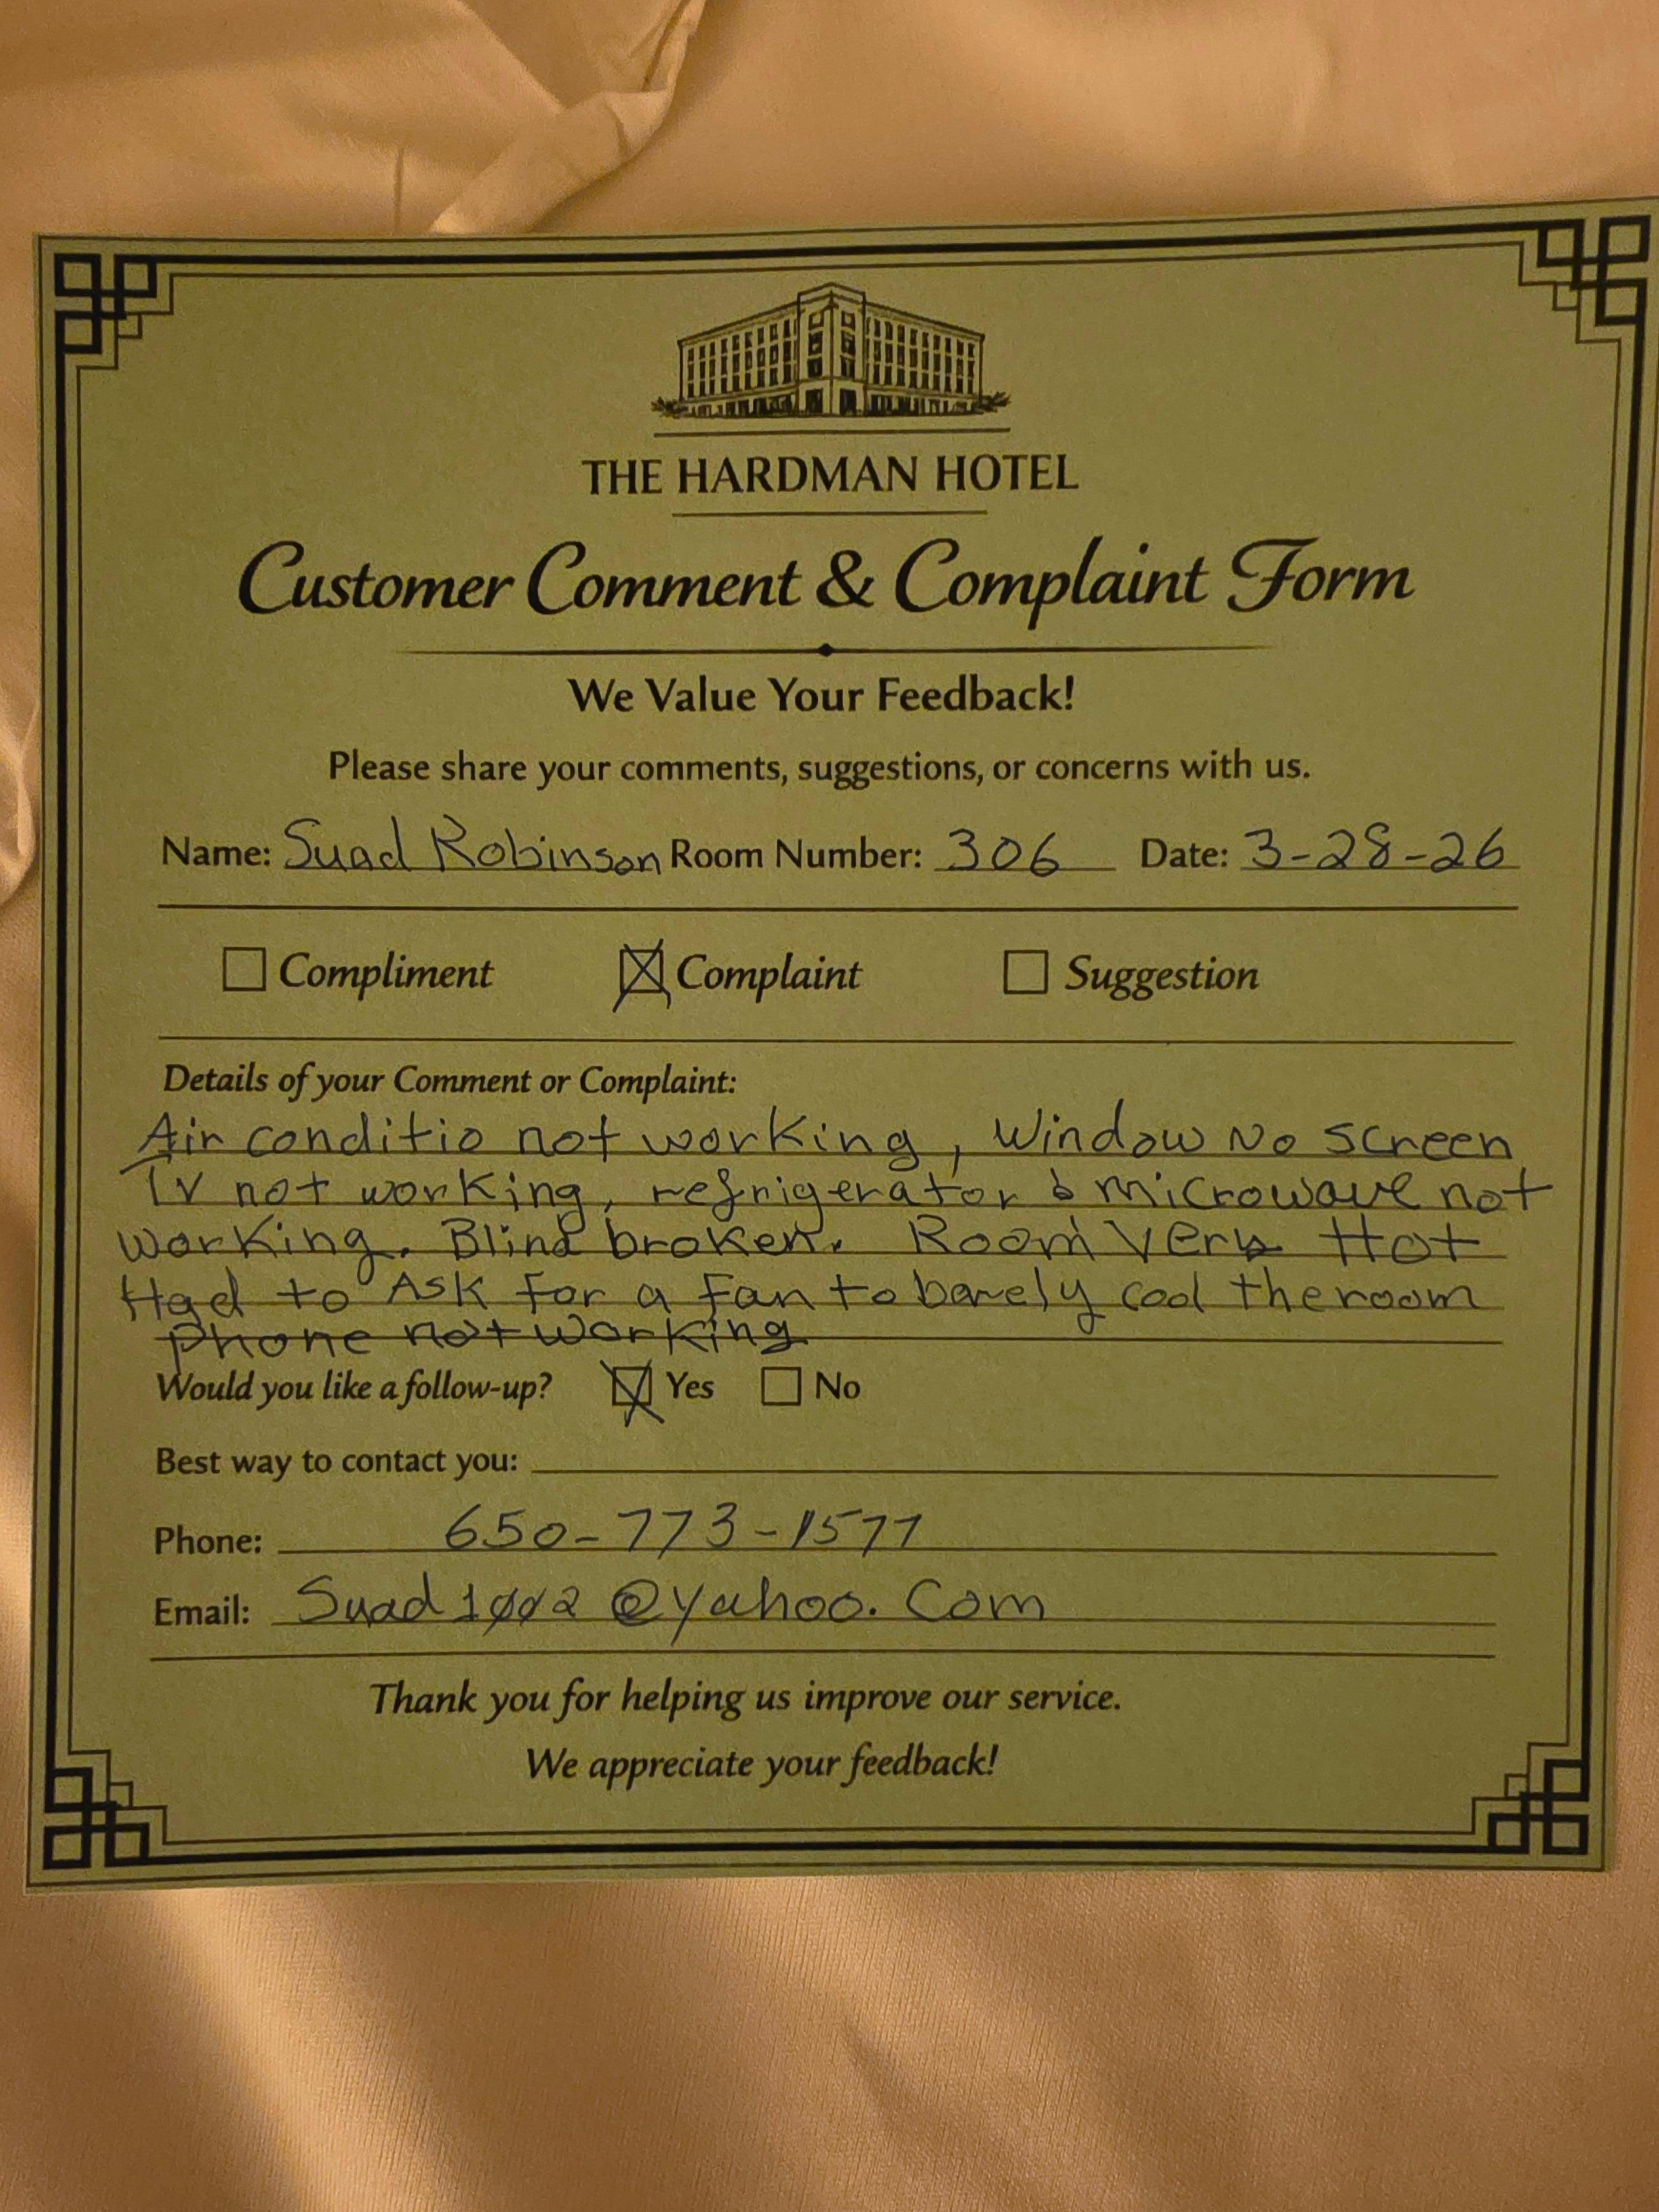 THE HARDMAN HOTEL
Customer Comment & Complaint Form
We Value Your Feedback!
Please share your comments, suggestions, or concerns with us.
Name: Suad Robinson Room Number: 306 Date: 3-28-26
Compliment Complaint Suggestion
Details of your Comment or Complaint:
Air conditio not working, Window No Screen
TV not working, refrigerator & Microwave not
working. Blind broken. Room Very Hot
Had to Ask for a Fan to barely cool the room
Phone not working
Would you like a follow-up? Yes No
Best way to contact you:
Phone: 650-773-1577
Email: @yahoo.com
Thank you for helping us improve our service.
We appreciate your feedback!